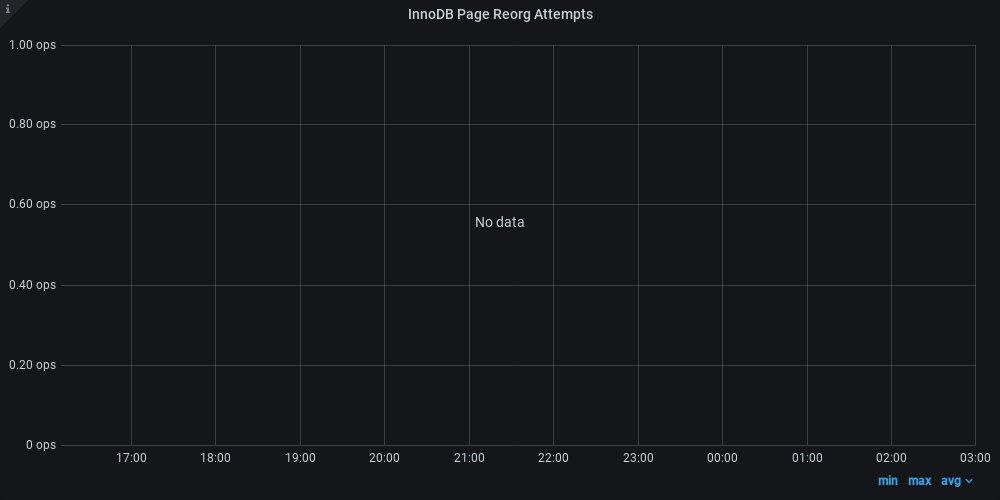 InnoDB Page Reorg Attempts
1.00 ops
0.80 ops
0.60 ops
0.40 ops
0.20 ops
0 ops
No data
17:00 18:00 19:00 20:00 21:00 22:00 23:00 00:00 01:00 02:00 03:00
min max avg